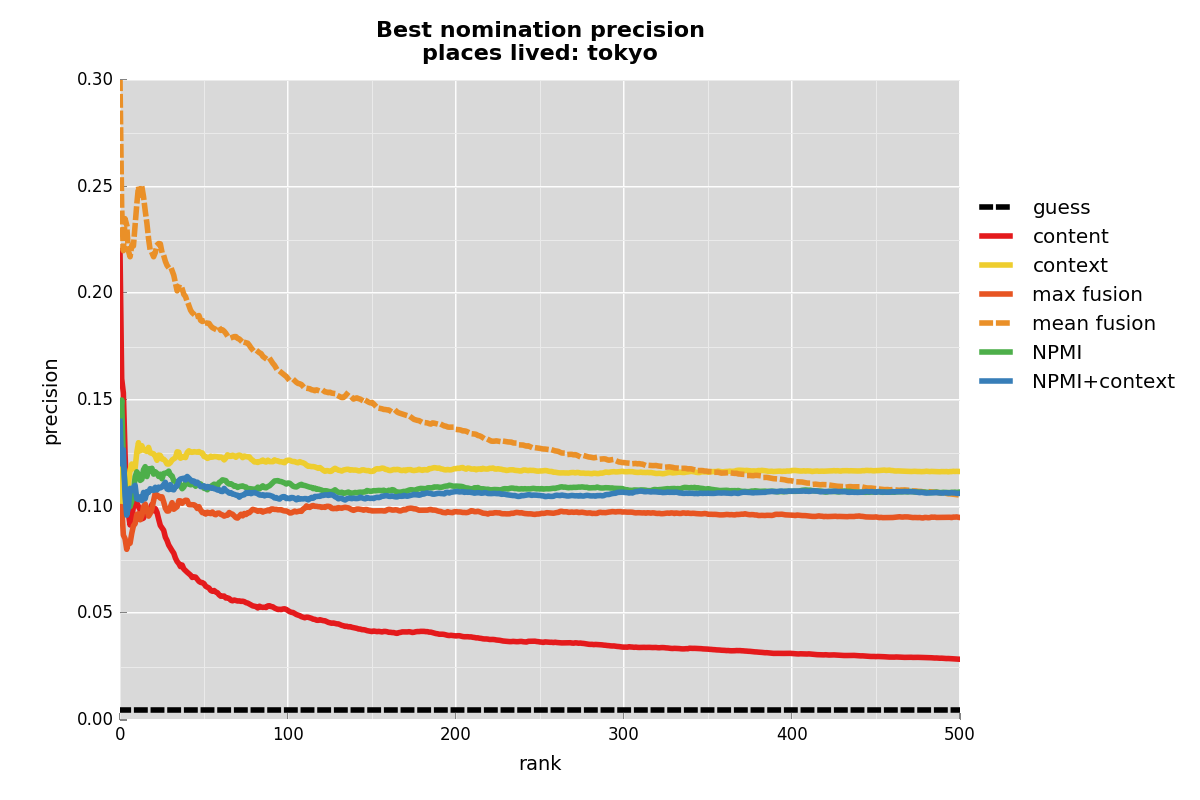 Best nomination precision
places lived: tokyo
0.30
0.25
0.20
0.15
0.10
0.05
0.00
precision
0
100
200
300
400
500
rank
guess
content
context
max fusion
mean fusion
NPMI
NPMI+context